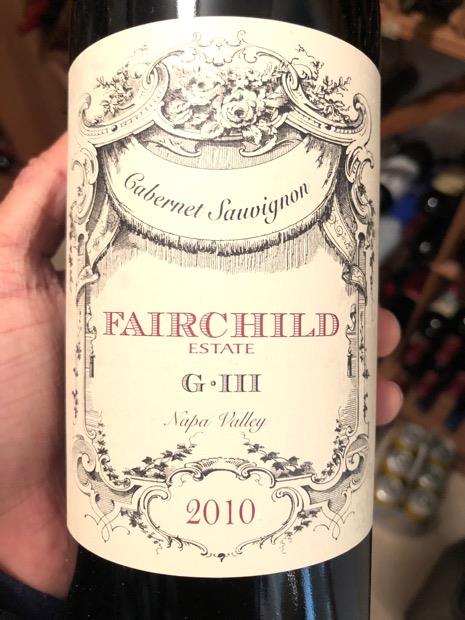 Cabernet Sauvignon
FAIRCHILD
ESTATE
G•III
Napa Valley
2010